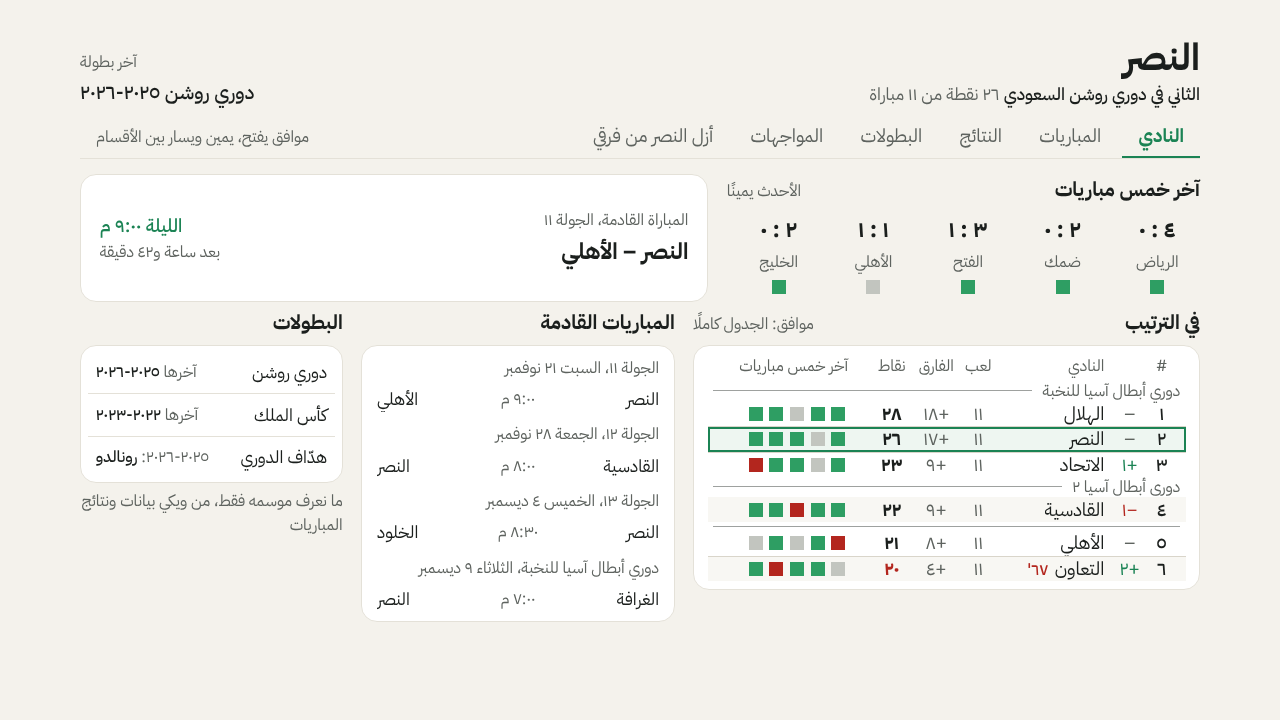 النصر
الثاني في دوري روشن السعودي ٢٦ نقطة من ١١ مباراة
آخر بطولة
دوري روشن ٢٠٢٥-٢٠٢٦
النادي
المباريات
النتائج
البطولات
المواجهات
أزل النصر من فرقي
موافق يفتح، يمين ويسار بين الأقسام
آخر خمس مباريات
الأحدث يمينًا
٤ : ٠
٢ : ٠
٣ : ١
١ : ١
٢ : ٠
الرياض
ضمك
الفتح
الأهلي
الخليج
المباراة القادمة، الجولة ١١
النصر – الأهلي
الليلة ٩:٠٠ م
بعد ساعة و٤٢ دقيقة
في الترتيب
موافق: الجدول كاملًا
# النادي لعب الفارق نقاط آخر خمس مباريات
دوري أبطال آسيا للنخبة
١ – الهلال ١١ +١٨ ٢٨
٢ – النصر ١١ +١٧ ٢٦
٣ +١ الاتحاد ١١ +٩ ٢٣
دوري أبطال آسيا ٢
٤ −١ القادسية ١١ +٩ ٢٢
٥ – الأهلي ١١ +٨ ٢١
٦ +٢ التعاون ٦٧' ١١ +٤ ٢٠
المباريات القادمة
الجولة ١١، السبت ٢١ نوفمبر
النصر ٩:٠٠ م الأهلي
الجولة ١٢، الجمعة ٢٨ نوفمبر
القادسية ٨:٠٠ م النصر
الجولة ١٣، الخميس ٤ ديسمبر
النصر ٨:٣٠ م الخلود
دوري أبطال آسيا للنخبة، الثلاثاء ٩ ديسمبر
الغرافة ٧:٠٠ م النصر
البطولات
دوري روشن آخرها ٢٠٢٥-٢٠٢٦
كأس الملك آخرها ٢٠٢٢-٢٠٢٣
هدّاف الدوري ٢٠٢٥-٢٠٢٦: رونالدو
ما نعرف موسمه فقط، من ويكي بيانات ونتائج
المباريات